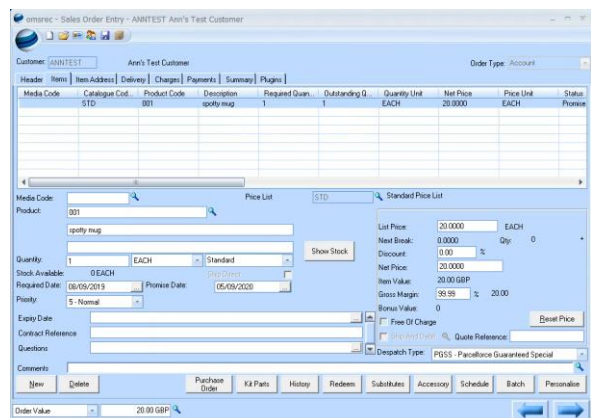 omsrec - Sales Order Entry - ANNTEST Ann's Test Customer
Customer: ANNTEST Ann's Test Customer Order Type: Account
Header Items Item Address Delivery Charges Payments Summary Plugins
Media Code Catalogue Cod... Product Code Description Required Quan... Outstanding Q... Quantity Unit Net Price Price Unit Status
STD 001 spotty mug 1 1 EACH 20.0000 EACH Promise
Media Code: Price List STD Standard Price List
Product: 001
spotty mug
List Price: 20.0000 EACH
Next Break: 0.0000 Qty: 0
Discount: 0.00 %
Quantity: 1 EACH Standard Show Stock
Net Price: 20.0000
Stock Available: 0 EACH Ship Direct
Item Value: 20.00 GBP
Required Date: 08/09/2019 ... Promise Date: 05/09/2020 ...
Gross Margin: 99.99 % 20.00
Priority: 5 - Normal
Bonus Value: 0
Expiry Date ...
Free Of Charge Reset Price
Contract Reference
Ship And Debit Quote Reference:
Questions ...
Despatch Type: PGSS - Parcelforce Guaranteed Special
Comments
New Delete Purchase Order Kit Parts History Redeem Substitutes Accessory Schedule Batch Personalise
Order Value 20.00 GBP